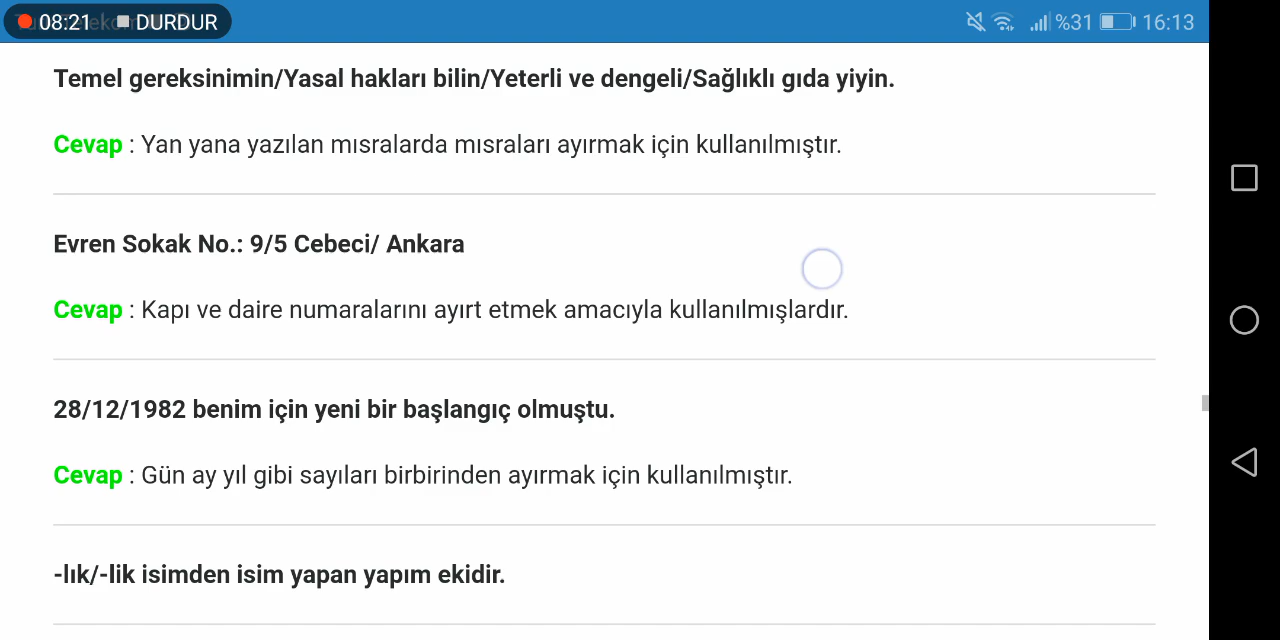 08:21 DURDUR %31 16:13
Temel gereksinimin/Yasal hakları bilin/Yeterli ve dengeli/Sağlıklı gıda yiyin.
Cevap : Yan yana yazılan mısralarda mısraları ayırmak için kullanılmıştır.
Evren Sokak No.: 9/5 Cebeci/ Ankara
Cevap : Kapı ve daire numaralarını ayırt etmek amacıyla kullanılmışlardır.
28/12/1982 benim için yeni bir başlangıç olmuştu.
Cevap : Gün ay yıl gibi sayıları birbirinden ayırmak için kullanılmıştır.
-lık/-lik isimden isim yapan yapım ekidir.